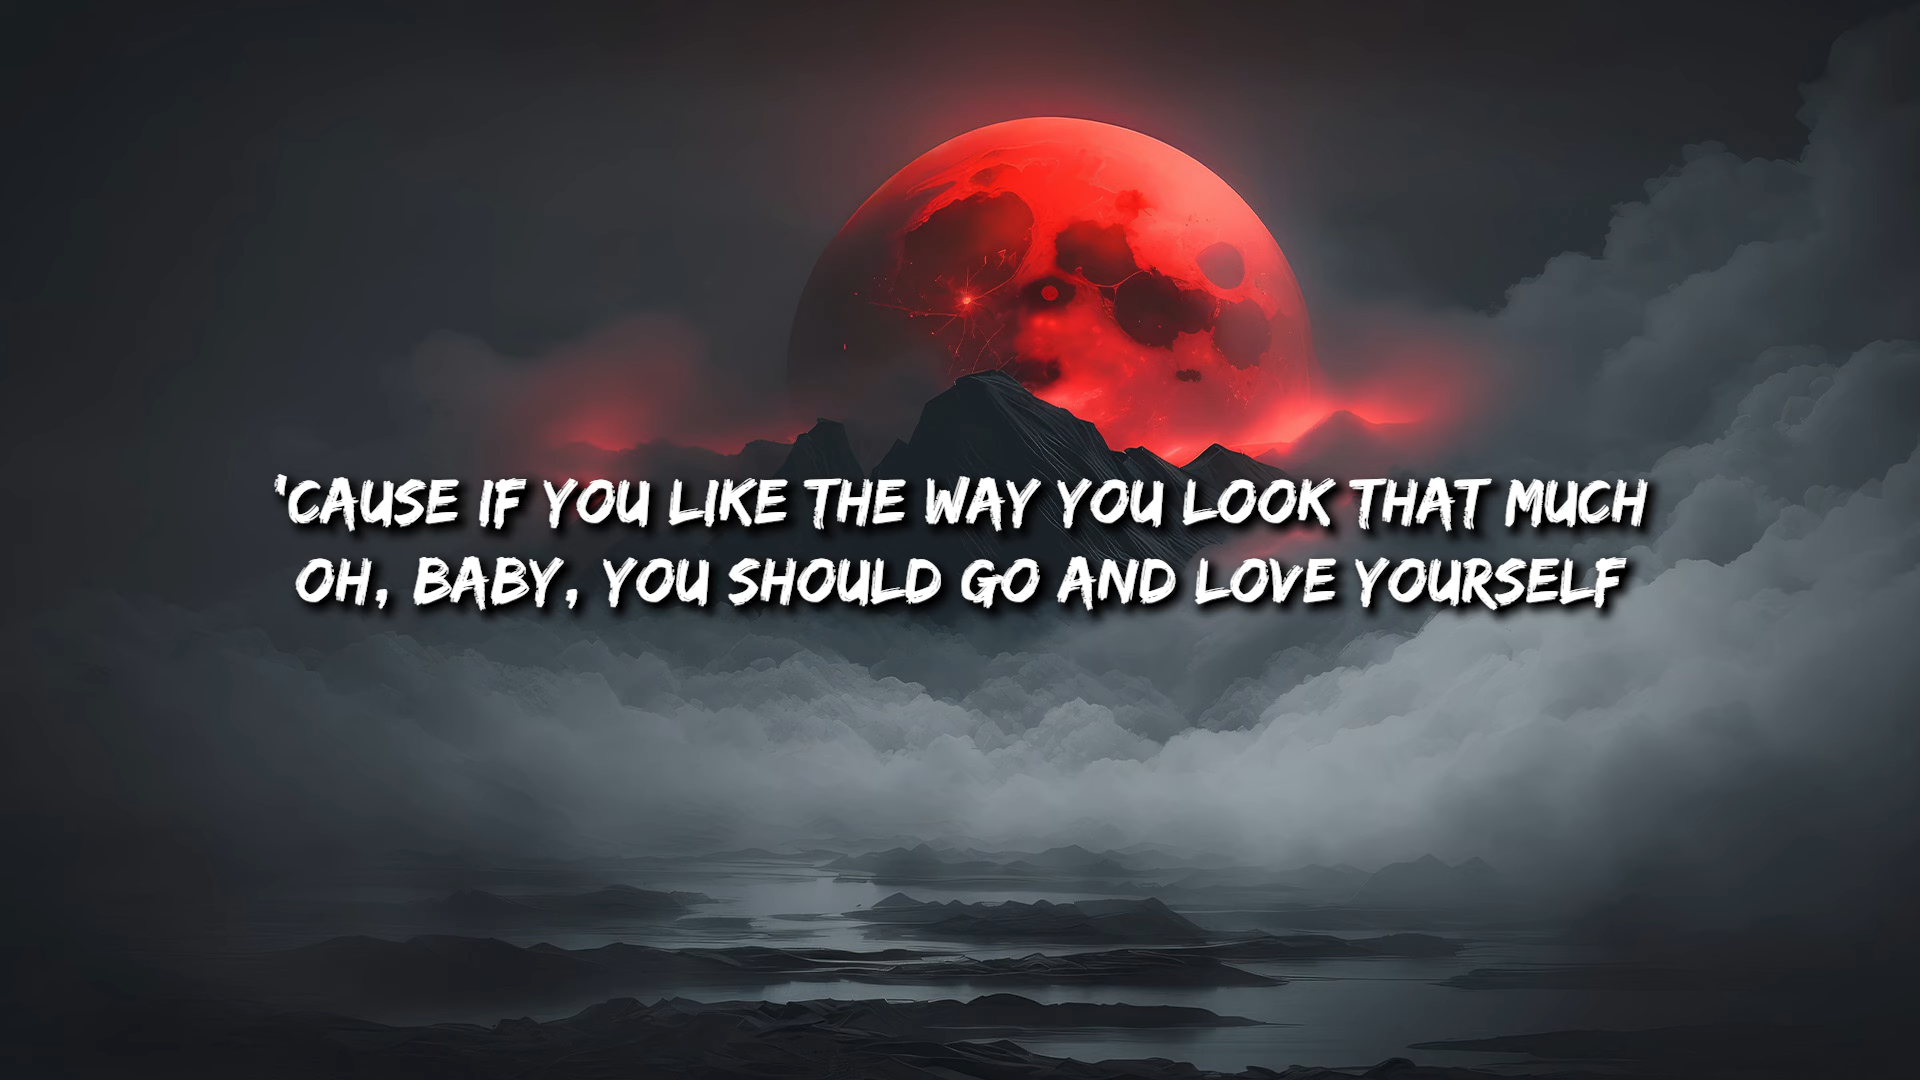 'CAUSE IF YOU LIKE THE WAY YOU LOOK THAT MUCH
OH, BABY, YOU SHOULD GO AND LOVE YOURSELF